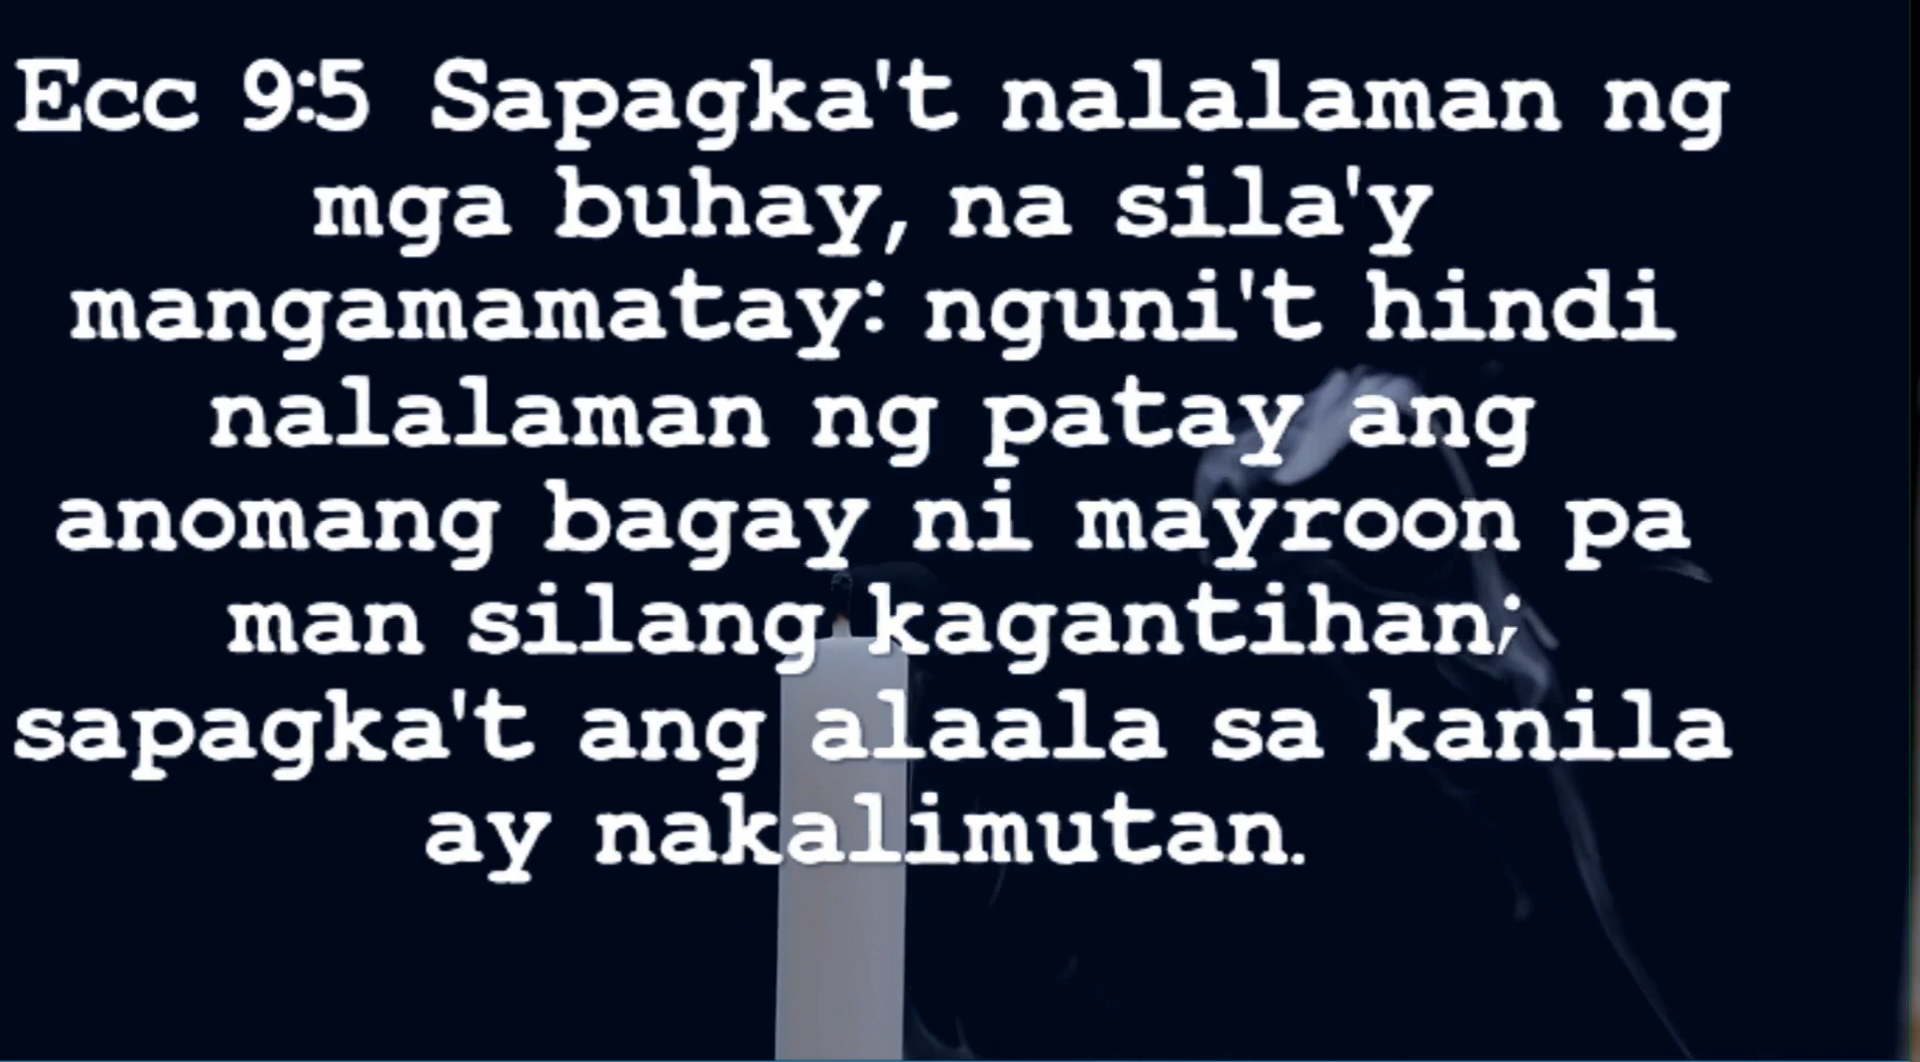 Ecc 9:5 Sapagka't nalalaman ng
mga buhay, na sila'y
mangamamatay: nguni't hindi
nalalaman ng patay ang
anomang bagay ni mayroon pa
man silang kagantihan;
sapagka't ang alaala sa kanila
ay nakalimutan.